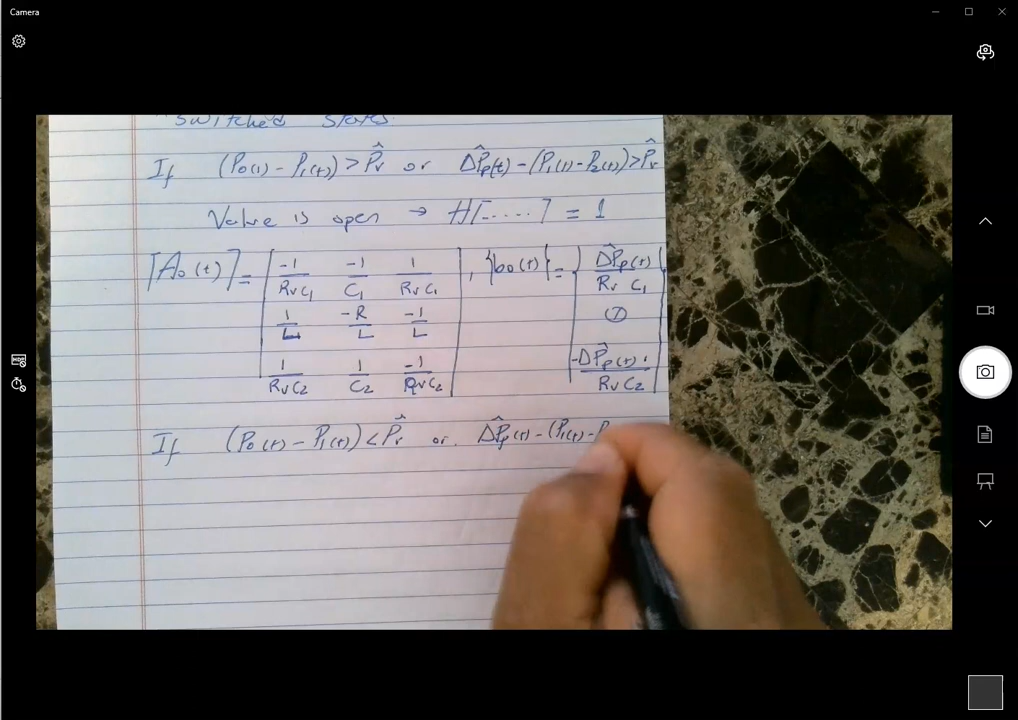 Camera
"Switched states.
If (P₀(t) - P₁(t)) > P̂ᵥ or ΔP̂ₚ(t) - (P₁(t) - P₂(t)) > P̂ᵥ
Valve is open → H[.....] = 1
[A₀(t)] = [ -1/RᵥC₁ -1/C₁ 1/RᵥC₁ , {b₀(t)} = { ΔP̂ₚ(t)/Rᵥ C₁
1/L -R/L -1/L 0
1/RᵥC₂ 1/C₂ -1/RᵥC₂ ] -ΔP̂ₚ(t)/RᵥC₂ }
If (P₀(t) - P₁(t)) < P̂ᵥ or. ΔP̂ₚ(t) - (P₁(t) - P